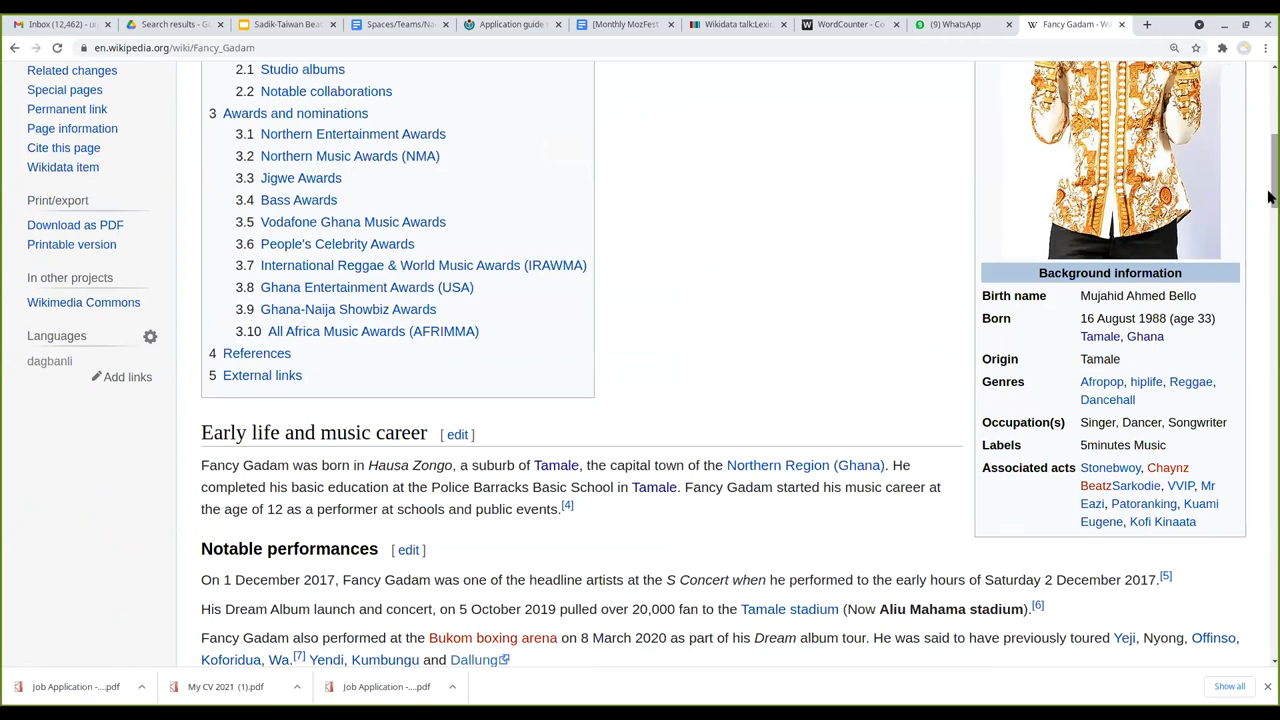 Inbox (12,462) - u
Search results - G
Sadik-Taiwan Bea
Spaces/Teams/Na
Application guide
[Monthly MozFest
Wikidata talk:Lexic
WordCounter - Co
(9) WhatsApp
Fancy Gadam - Wi
en.wikipedia.org/wiki/Fancy_Gadam
Related changes
Special pages
Permanent link
Page information
Cite this page
Wikidata item
Print/export
Download as PDF
Printable version
In other projects
Wikimedia Commons
Languages
dagbanli
Add links
2.1 Studio albums
2.2 Notable collaborations
3 Awards and nominations
3.1 Northern Entertainment Awards
3.2 Northern Music Awards (NMA)
3.3 Jigwe Awards
3.4 Bass Awards
3.5 Vodafone Ghana Music Awards
3.6 People's Celebrity Awards
3.7 International Reggae & World Music Awards (IRAWMA)
3.8 Ghana Entertainment Awards (USA)
3.9 Ghana-Naija Showbiz Awards
3.10 All Africa Music Awards (AFRIMMA)
4 References
5 External links
Early life and music career [ edit ]
Fancy Gadam was born in Hausa Zongo, a suburb of Tamale, the capital town of the Northern Region (Ghana). He
completed his basic education at the Police Barracks Basic School in Tamale. Fancy Gadam started his music career at
the age of 12 as a performer at schools and public events.[4]
Notable performances [ edit ]
On 1 December 2017, Fancy Gadam was one of the headline artists at the S Concert when he performed to the early hours of Saturday 2 December 2017.[5]
His Dream Album launch and concert, on 5 October 2019 pulled over 20,000 fan to the Tamale stadium (Now Aliu Mahama stadium).[6]
Fancy Gadam also performed at the Bukom boxing arena on 8 March 2020 as part of his Dream album tour. He was said to have previously toured Yeji, Nyong, Offinso,
Koforidua, Wa.[7] Yendi, Kumbungu and Dallung
Background information
Birth name Mujahid Ahmed Bello
Born 16 August 1988 (age 33)
Tamale, Ghana
Origin Tamale
Genres Afropop, hiplife, Reggae,
Dancehall
Occupation(s) Singer, Dancer, Songwriter
Labels 5minutes Music
Associated acts Stonebwoy, Chaynz
BeatzSarkodie, VVIP, Mr
Eazi, Patoranking, Kuami
Eugene, Kofi Kinaata
Job Application -....pdf
My CV 2021 (1).pdf
Job Application -....pdf
Show all